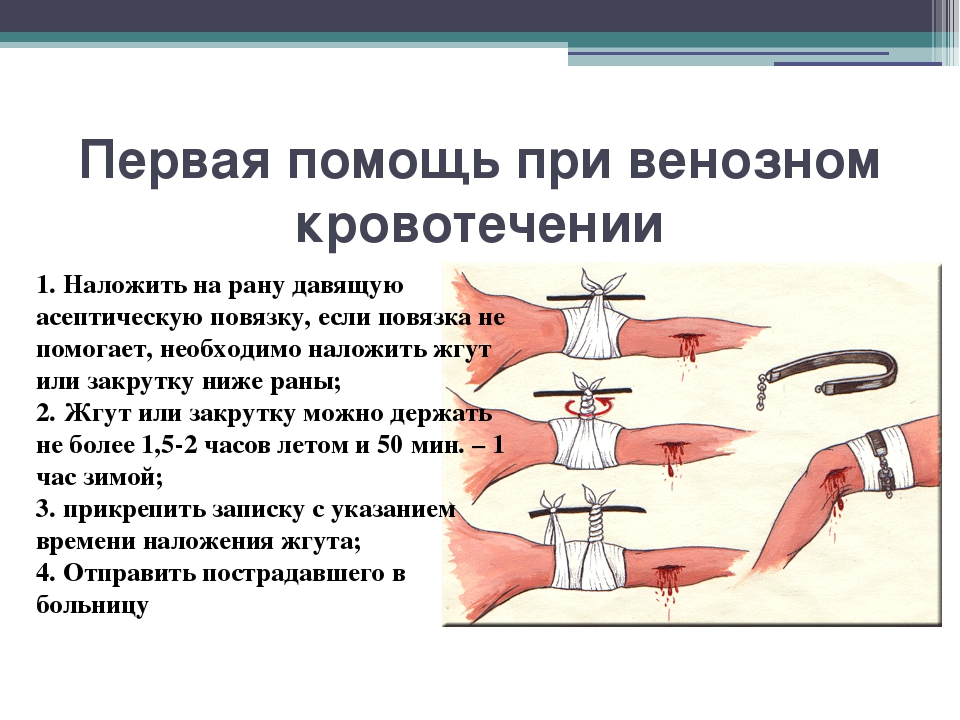 Первая помощь при венозном
кровотечении
1. Наложить на рану давящую
асептическую повязку, если повязка не
помогает, необходимо наложить жгут
или закрутку ниже раны;
2. Жгут или закрутку можно держать
не более 1,5-2 часов летом и 50 мин. – 1
час зимой;
3. прикрепить записку с указанием
времени наложения жгута;
4. Отправить пострадавшего в
больницу